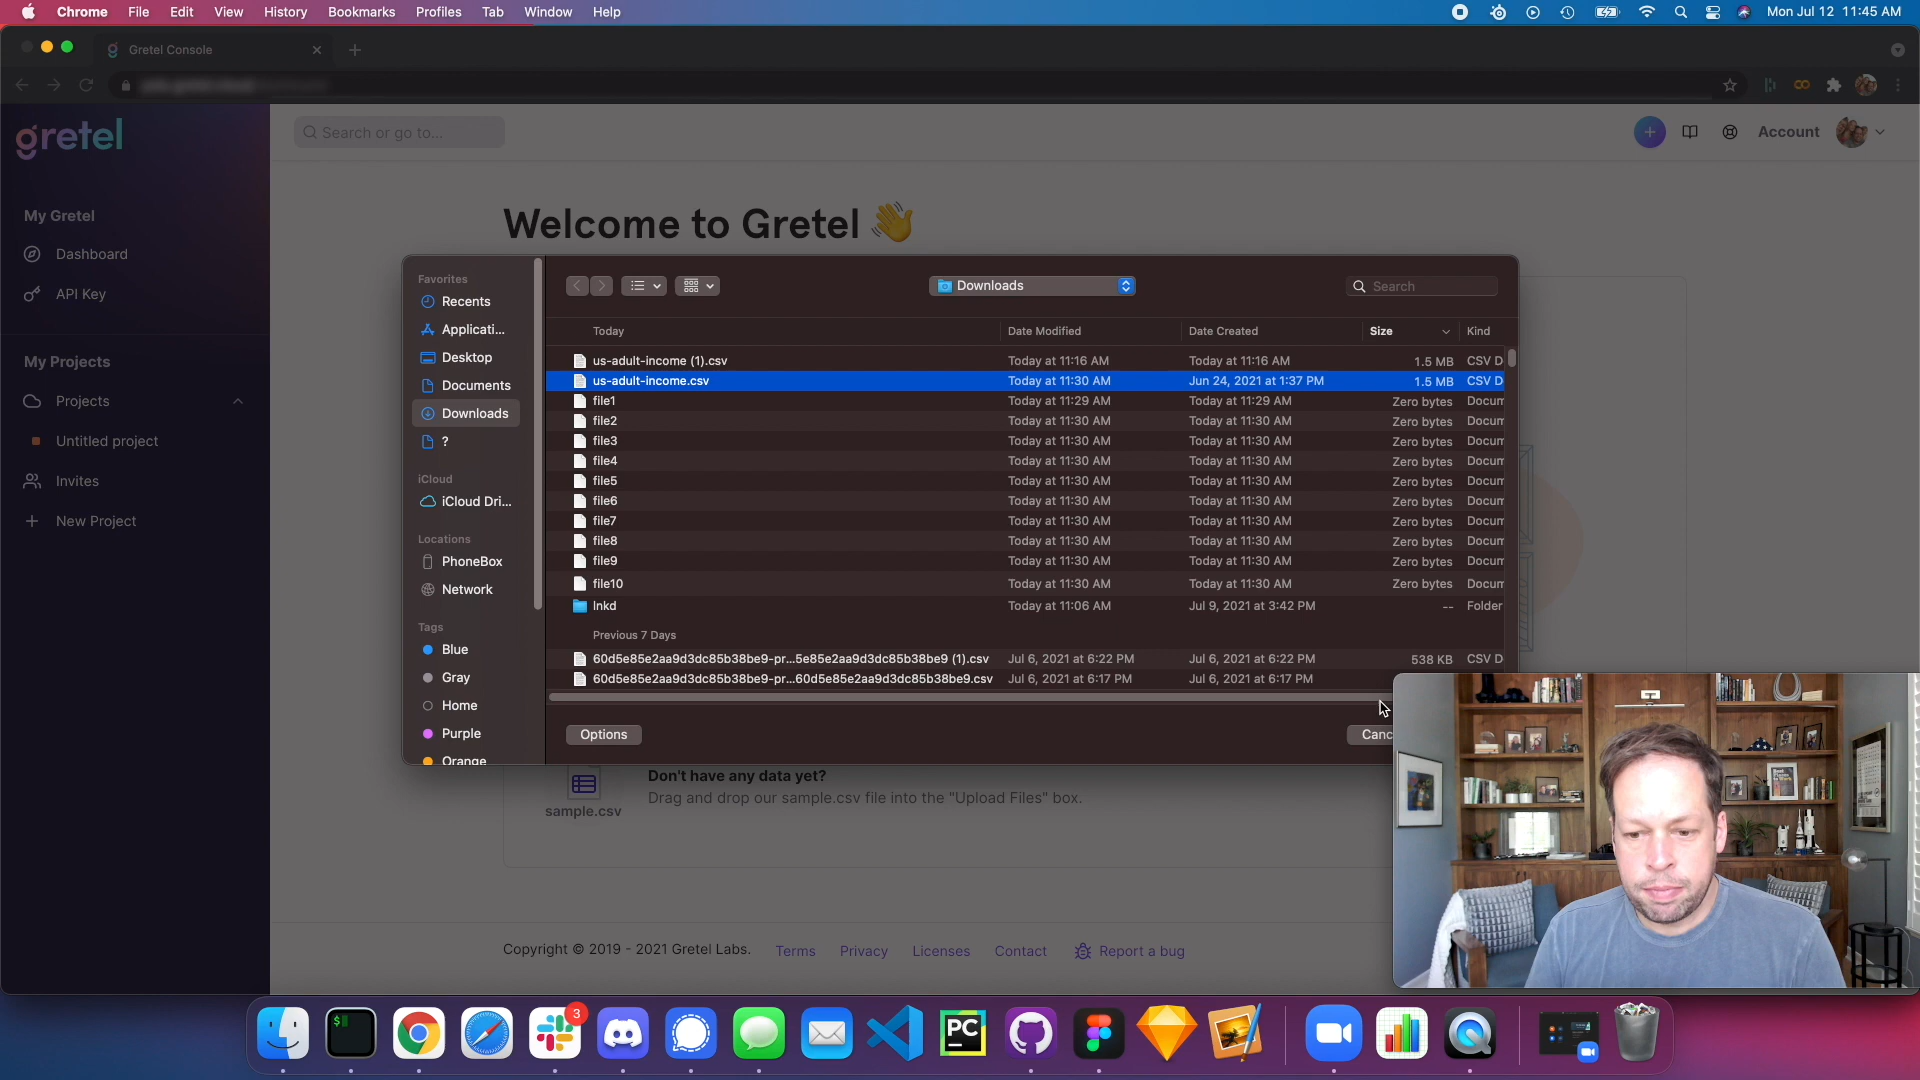 Chrome File Edit View History Bookmarks Profiles Tab Window Help
Mon Jul 12 11:45 AM
Gretel Console
gretel
Search or go to...
Account
My Gretel
Dashboard
API Key
My Projects
Projects
Untitled project
Invites
New Project
Welcome to Gretel 👋
Favorites
Recents
Applicati...
Desktop
Documents
Downloads
?
iCloud
iCloud Dri...
Locations
PhoneBox
Network
Tags
Blue
Gray
Home
Purple
Orange
Downloads
Search
Today Date Modified Date Created Size Kind
us-adult-income (1).csv Today at 11:16 AM Today at 11:16 AM 1.5 MB CSV D
us-adult-income.csv Today at 11:30 AM Jun 24, 2021 at 1:37 PM 1.5 MB CSV D
file1 Today at 11:29 AM Today at 11:29 AM Zero bytes Docum
file2 Today at 11:30 AM Today at 11:30 AM Zero bytes Docum
file3 Today at 11:30 AM Today at 11:30 AM Zero bytes Docum
file4 Today at 11:30 AM Today at 11:30 AM Zero bytes Docum
file5 Today at 11:30 AM Today at 11:30 AM Zero bytes Docum
file6 Today at 11:30 AM Today at 11:30 AM Zero bytes Docum
file7 Today at 11:30 AM Today at 11:30 AM Zero bytes Docum
file8 Today at 11:30 AM Today at 11:30 AM Zero bytes Docum
file9 Today at 11:30 AM Today at 11:30 AM Zero bytes Docum
file10 Today at 11:30 AM Today at 11:30 AM Zero bytes Docum
lnkd Today at 11:06 AM Jul 9, 2021 at 3:42 PM -- Folder
Previous 7 Days
60d5e85e2aa9d3dc85b38be9-pr...5e85e2aa9d3dc85b38be9 (1).csv Jul 6, 2021 at 6:22 PM Jul 6, 2021 at 6:22 PM 538 KB CSV D
60d5e85e2aa9d3dc85b38be9-pr...60d5e85e2aa9d3dc85b38be9.csv Jul 6, 2021 at 6:17 PM Jul 6, 2021 at 6:17 PM
Options
Canc
Don't have any data yet?
Drag and drop our sample.csv file into the "Upload Files" box.
sample.csv
Copyright © 2019 - 2021 Gretel Labs. Terms Privacy Licenses Contact Report a bug
$
3
PC